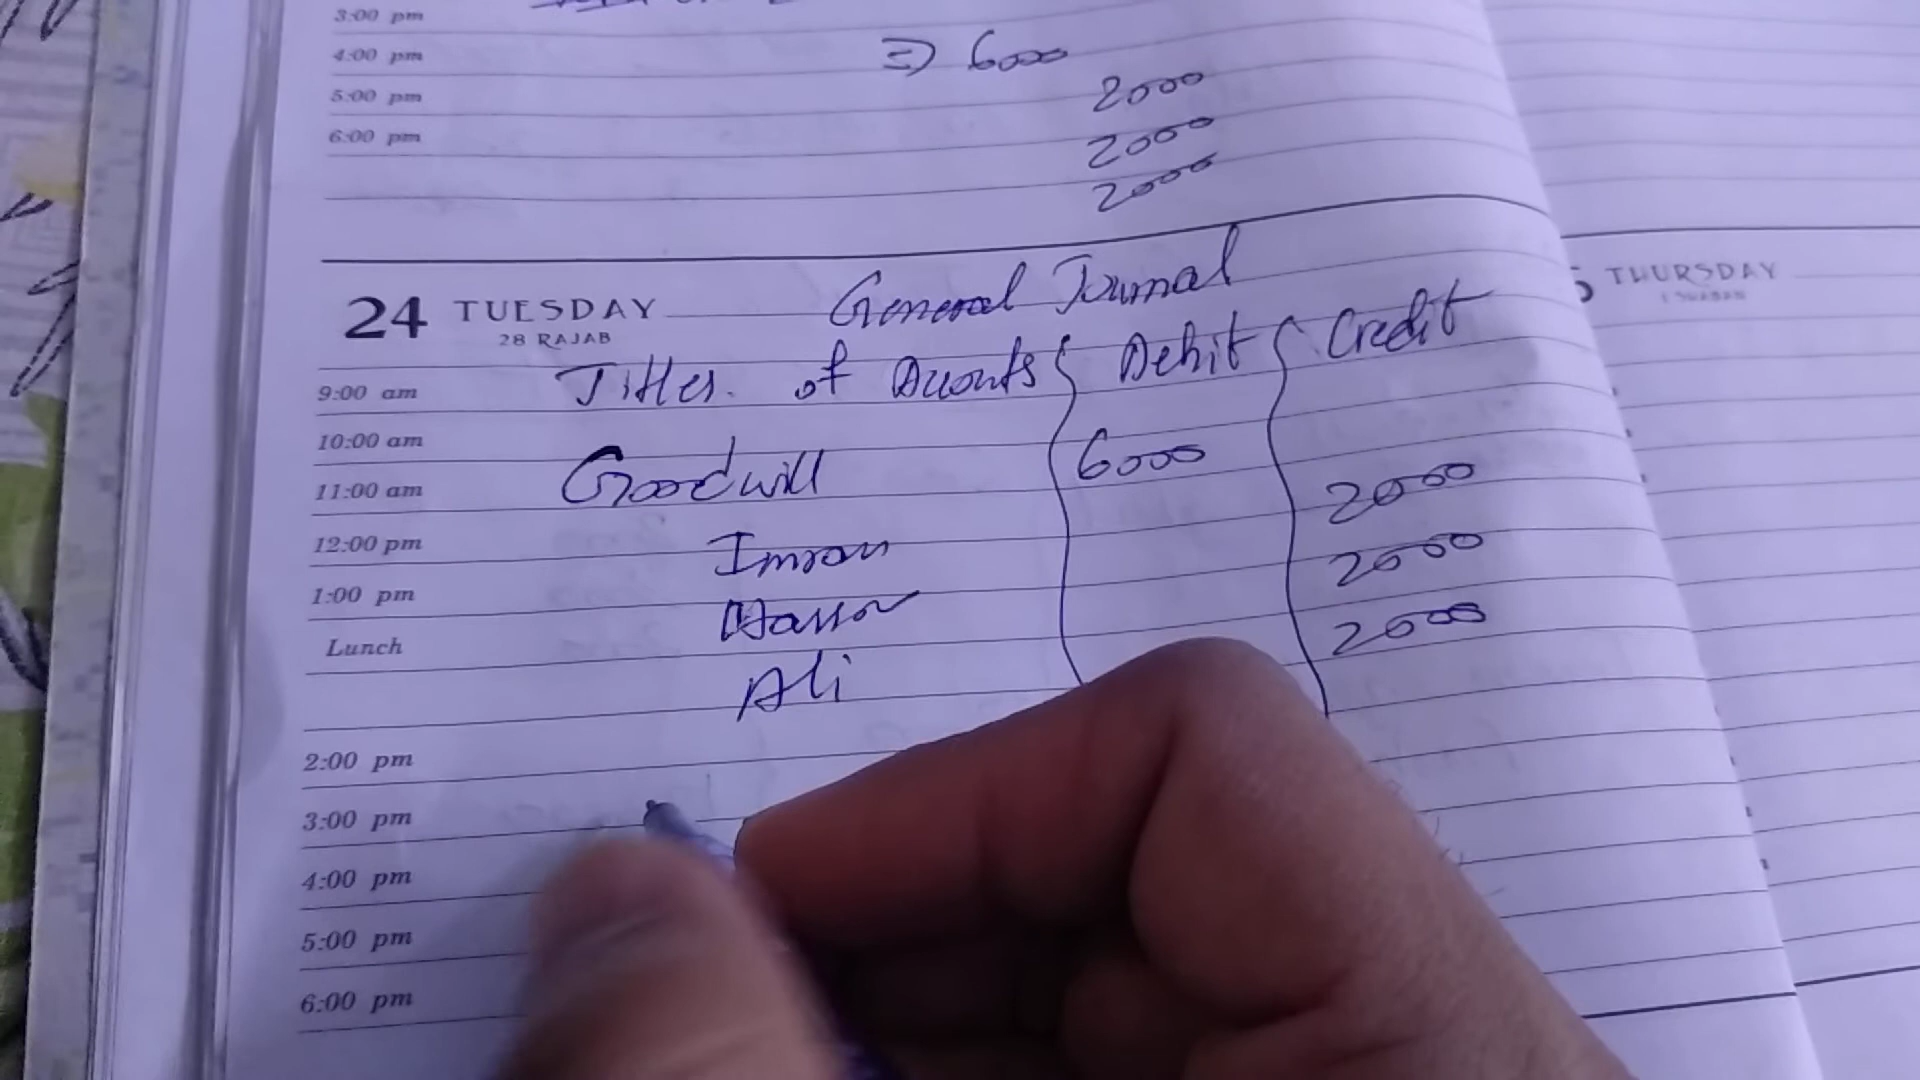 3:00 pm
4:00 pm
=> 6000
5:00 pm
2000
6:00 pm
2000
2000
24 TUESDAY
28 RAJAB
General Journal
THURSDAY
Titles. of Accounts Debit Credit
9:00 am
10:00 am
Goodwill 6000
11:00 am
2000
12:00 pm
Imran 2000
1:00 pm
Hassan 2000
Lunch
Ali
2:00 pm
3:00 pm
4:00 pm
5:00 pm
6:00 pm